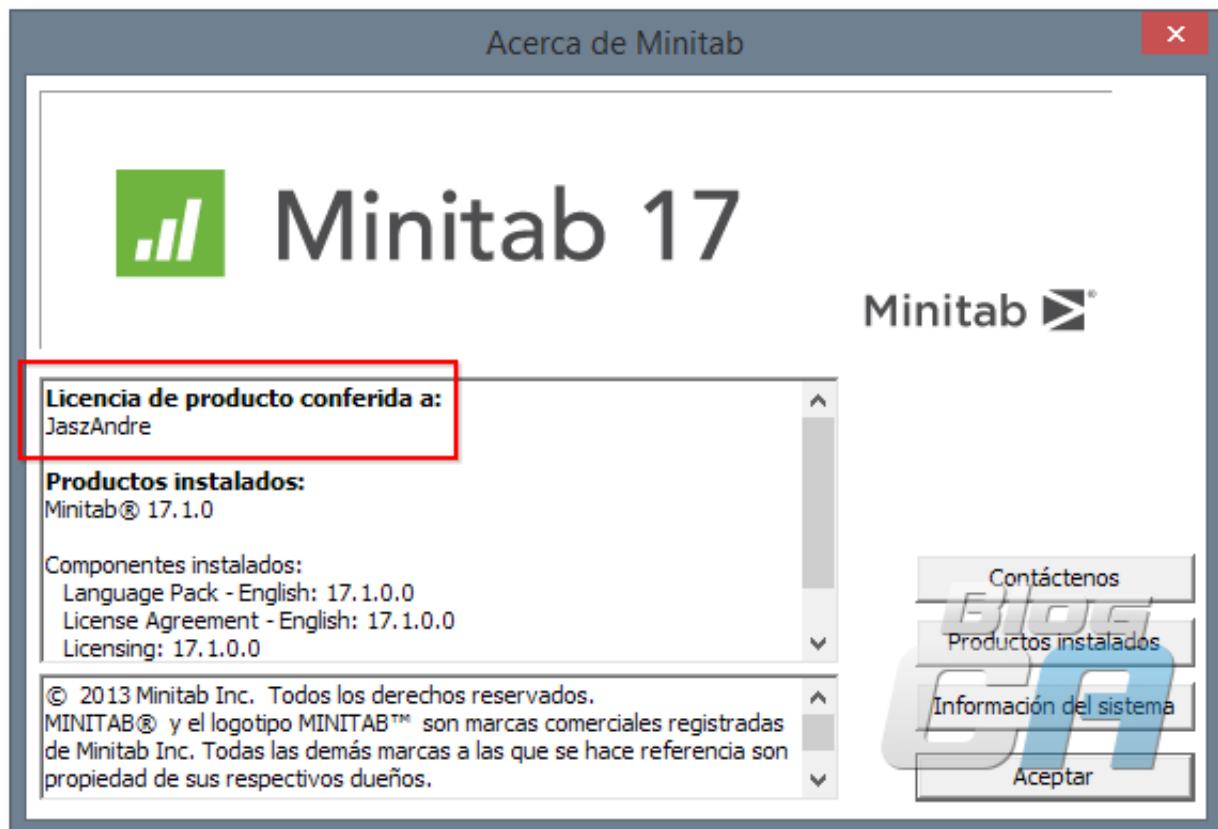 Acerca de Minitab
Minitab 17
Minitab
Licencia de producto conferida a:
JaszAndre
Productos instalados:
Minitab® 17.1.0
Componentes instalados:
Language Pack - English: 17.1.0.0
License Agreement - English: 17.1.0.0
Licensing: 17.1.0.0
© 2013 Minitab Inc. Todos los derechos reservados.
MINITAB® y el logotipo MINITAB™ son marcas comerciales registradas
de Minitab Inc. Todas las demás marcas a las que se hace referencia son
propiedad de sus respectivos dueños.
Contáctenos
Productos instalados
Información del sistema
Aceptar
Blog
CA